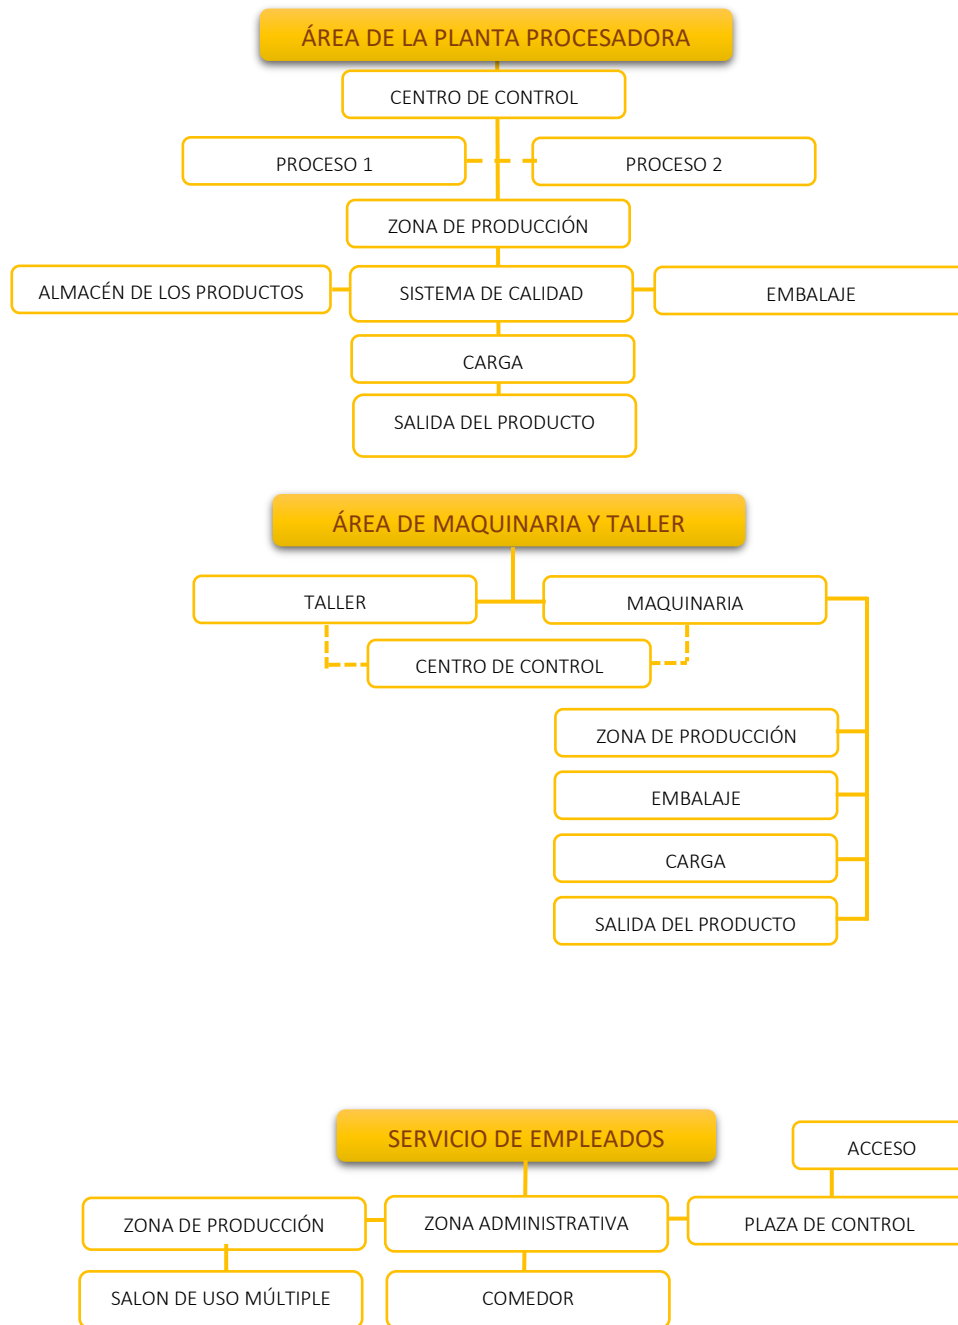 ÁREA DE LA PLANTA PROCESADORA
CENTRO DE CONTROL
PROCESO 1
PROCESO 2
ZONA DE PRODUCCIÓN
ALMACÉN DE LOS PRODUCTOS
SISTEMA DE CALIDAD
EMBALAJE
CARGA
SALIDA DEL PRODUCTO
ÁREA DE MAQUINARIA Y TALLER
TALLER
MAQUINARIA
CENTRO DE CONTROL
ZONA DE PRODUCCIÓN
EMBALAJE
CARGA
SALIDA DEL PRODUCTO
SERVICIO DE EMPLEADOS
ACCESO
ZONA DE PRODUCCIÓN
ZONA ADMINISTRATIVA
PLAZA DE CONTROL
SALON DE USO MÚLTIPLE
COMEDOR